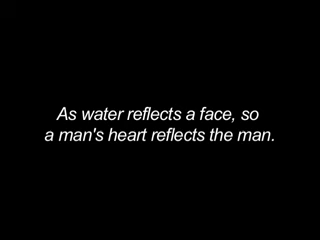 As water reflects a face, so
a man's heart reflects the man.